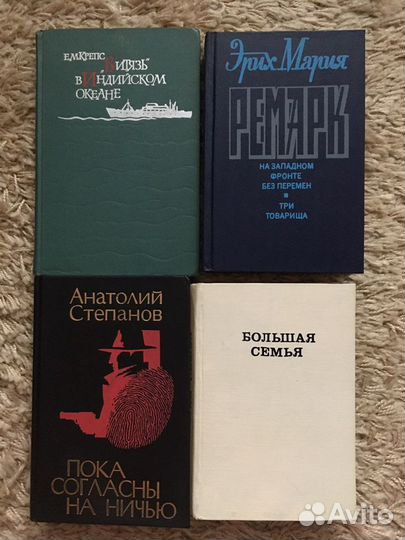 Е.М.КРЕПС "ВИТЯЗЬ"
В ИНДИЙСКОМ
ОКЕАНЕ
Эрих Мария
РЕМАРК
НА ЗАПАДНОМ
ФРОНТЕ
БЕЗ ПЕРЕМЕН
ТРИ
ТОВАРИЩА
АНАТОЛИЙ
СТЕПАНОВ
ПОКА
СОГЛАСНЫ
НА НИЧЬЮ
БОЛЬШАЯ
СЕМЬЯ
Avito